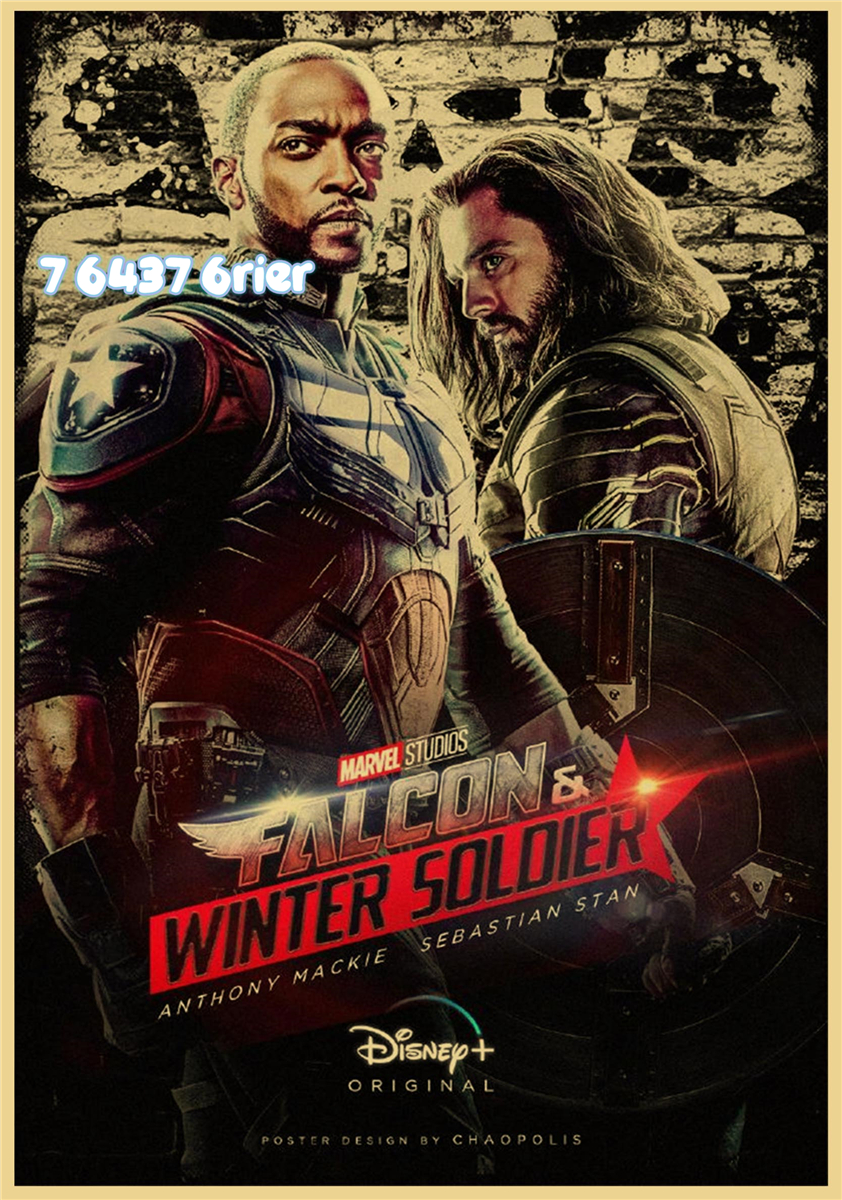 7 6437 6rier
MARVEL STUDIOS
FALCON &
WINTER SOLDIER
ANTHONY MACKIE SEBASTIAN STAN
Disney+
ORIGINAL
POSTER DESIGN BY CHAOPOLIS